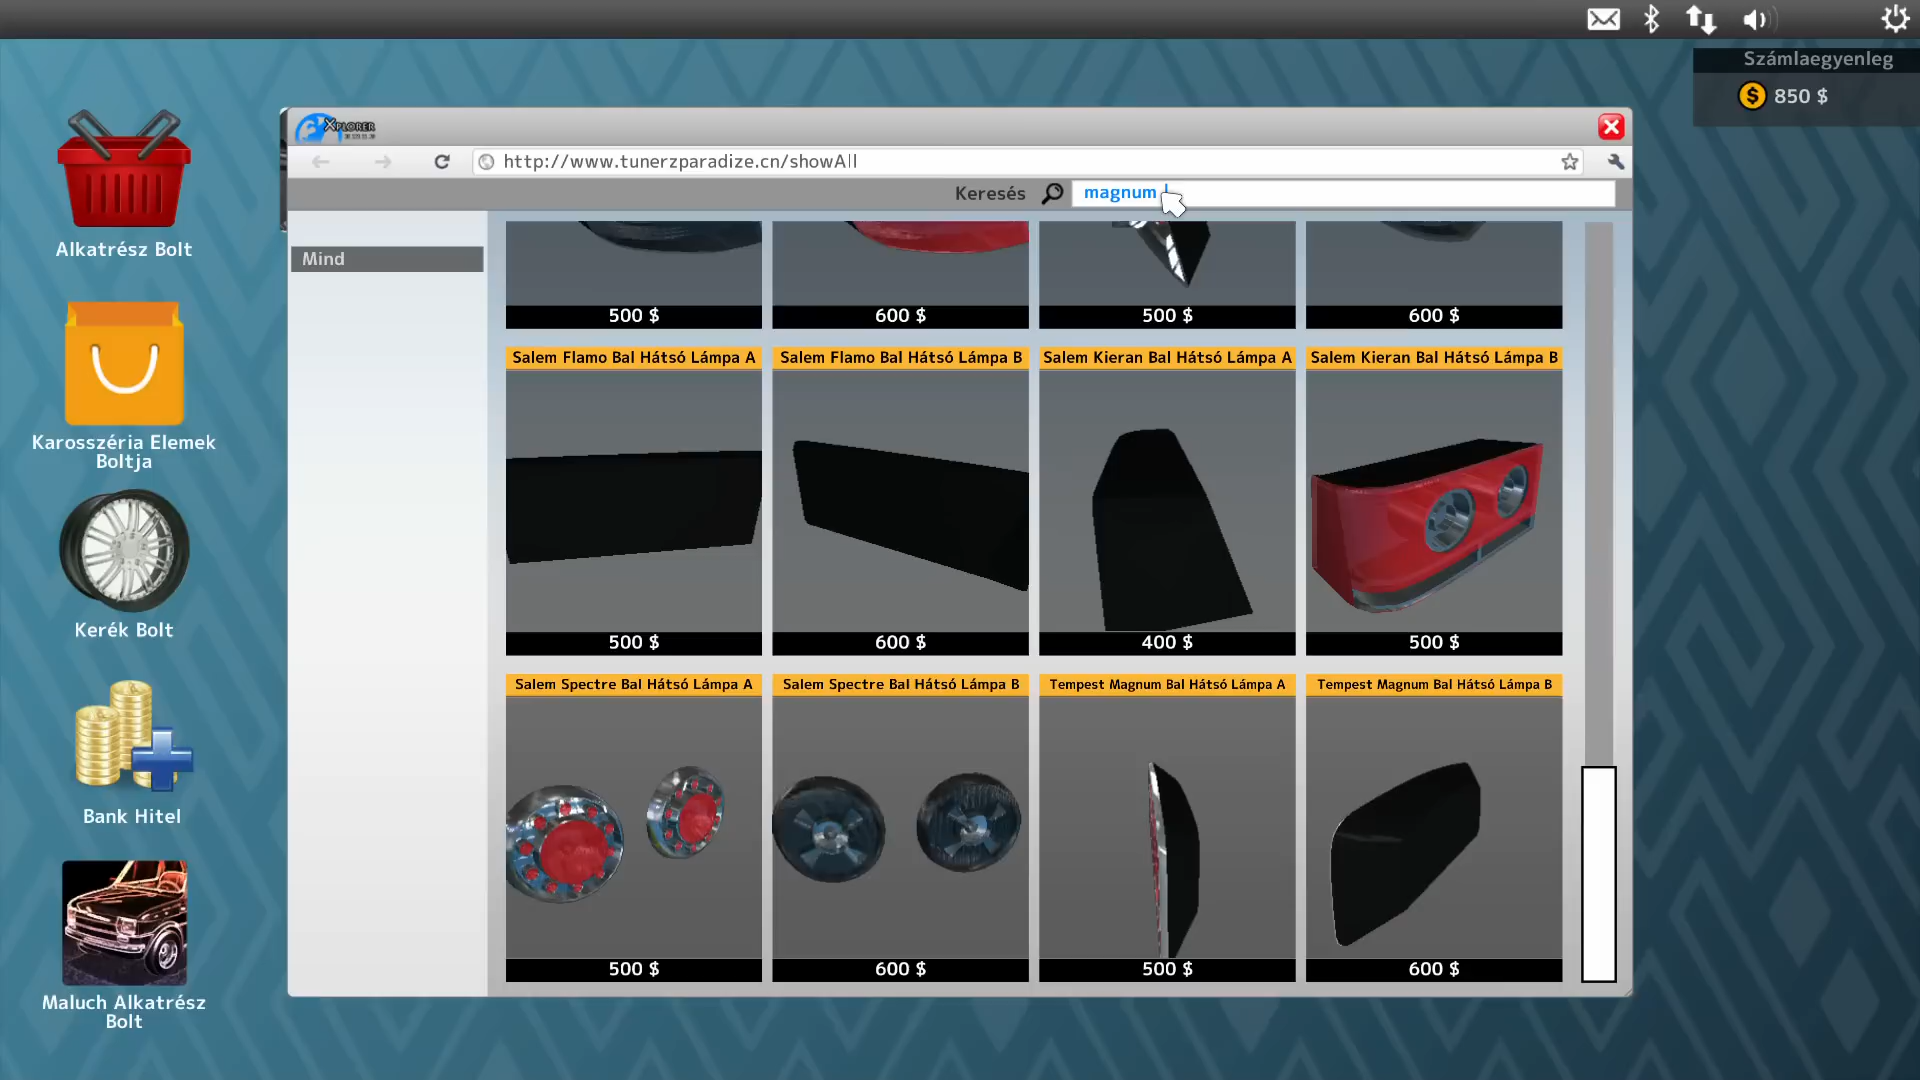 Számlaegyenleg
850 $
XPLORER
http://www.tunerzparadize.cn/showAll
Keresés
magnum
Mind
Alkatrész Bolt
Karosszéria Elemek
Boltja
Kerék Bolt
Bank Hitel
Maluch Alkatrész
Bolt
500 $
600 $
500 $
600 $
Salem Flamo Bal Hátsó Lámpa A
Salem Flamo Bal Hátsó Lámpa B
Salem Kieran Bal Hátsó Lámpa A
Salem Kieran Bal Hátsó Lámpa B
500 $
600 $
400 $
500 $
Salem Spectre Bal Hátsó Lámpa A
Salem Spectre Bal Hátsó Lámpa B
Tempest Magnum Bal Hátsó Lámpa A
Tempest Magnum Bal Hátsó Lámpa B
500 $
600 $
500 $
600 $